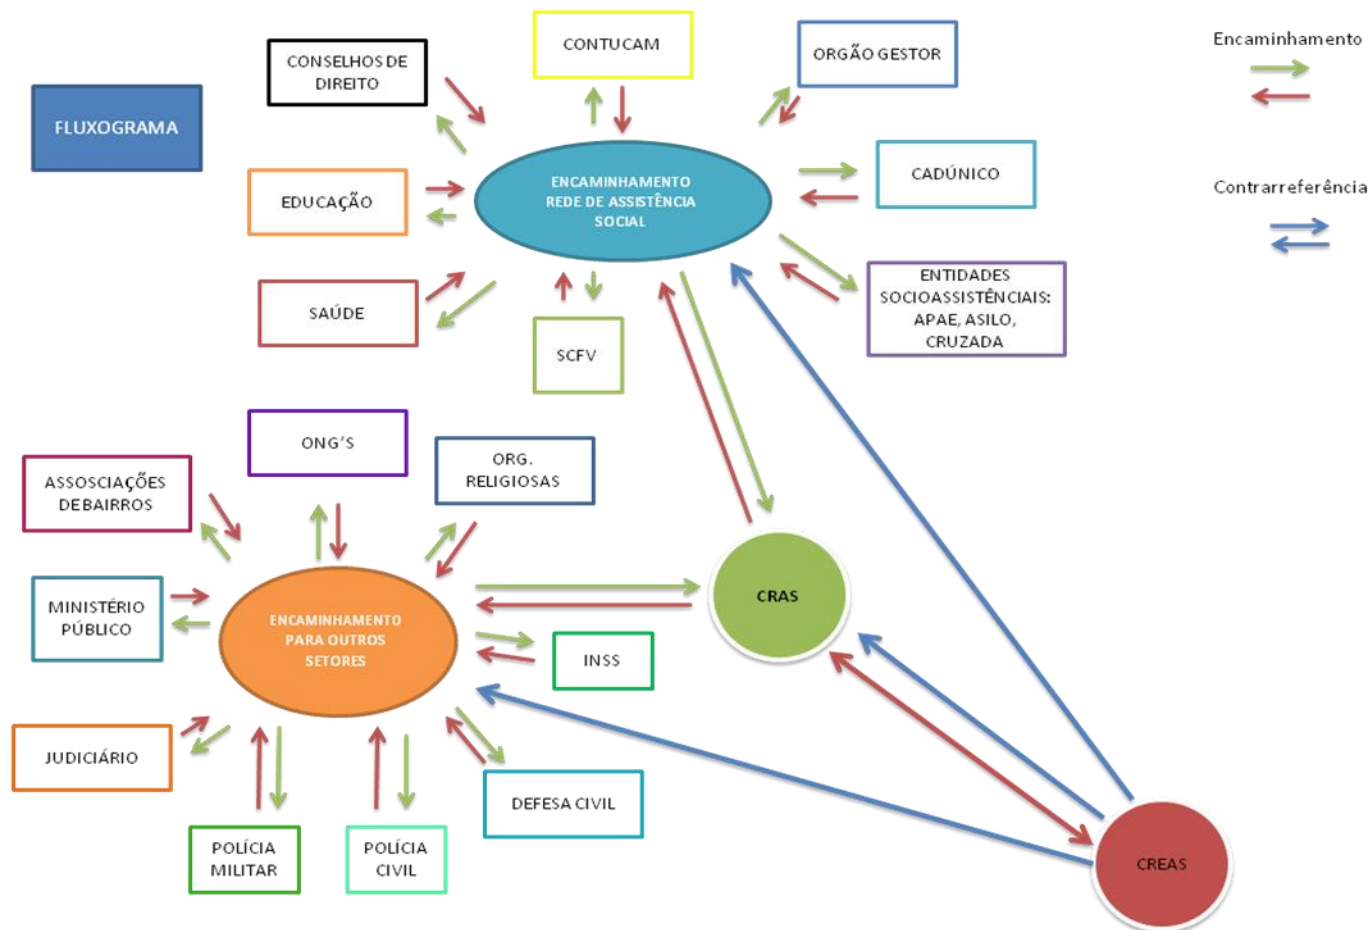 FLUXOGRAMA
CONSELHOS DE
DIREITO
CONTUCAM
ORGÃO GESTOR
Encaminhamento
EDUCAÇÃO
ENCAMINHAMENTO
REDE DE ASSISTÊNCIA
SOCIAL
CADÚNICO
Contrarreferência
SAÚDE
SCFV
ENTIDADES
SOCIOASSISTÊNCIAIS:
APAE, ASILO,
CRUZADA
ONG'S
ORG.
RELIGIOSAS
ASSOSCIAÇÕES
DE BAIRROS
MINISTÉRIO
PÚBLICO
ENCAMINHAMENTO
PARA OUTROS
SETORES
CRAS
INSS
JUDICIÁRIO
DEFESA CIVIL
POLÍCIA
MILITAR
POLÍCIA
CIVIL
CREAS